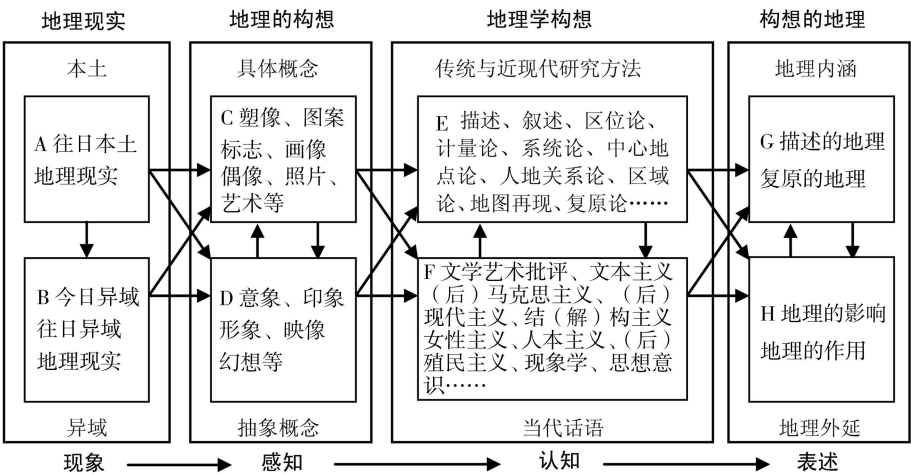 地理现实
地理的构想
地理学构想
构想的地理
本土
具体概念
传统与近现代研究方法
地理内涵
A 往日本土
地理现实
C 塑像、图案
标志、画像
偶像、照片、
艺术等
E 描述、叙述、区位论、
计量论、系统论、中心地
点论、人地关系论、区域
论、地图再现、复原论……
G 描述的地理
复原的地理
B 今日异域
往日异域
地理现实
D 意象、印象
形象、映像
幻想等
F 文学艺术批评、文本主义
（后）马克思主义、（后）
现代主义、结（解）构主义
女性主义、人本主义、（后）
殖民主义、现象学、思想意
识……
H 地理的影响
地理的作用
异域
抽象概念
当代话语
地理外延
现象
感知
认知
表述